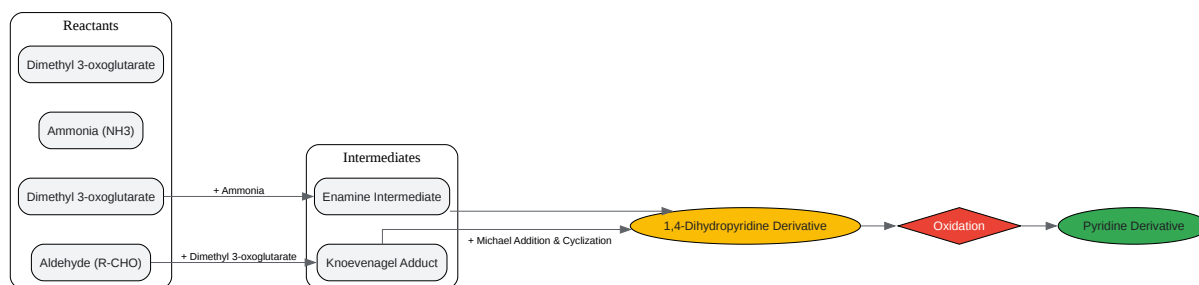 Reactants
Dimethyl 3-oxoglutarate
Ammonia (NH3)
Dimethyl 3-oxoglutarate
+ Ammonia
Aldehyde (R-CHO)
+ Dimethyl 3-oxoglutarate
Intermediates
Enamine Intermediate
Knoevenagel Adduct
+ Michael Addition & Cyclization
1,4-Dihydropyridine Derivative
Oxidation
Pyridine Derivative